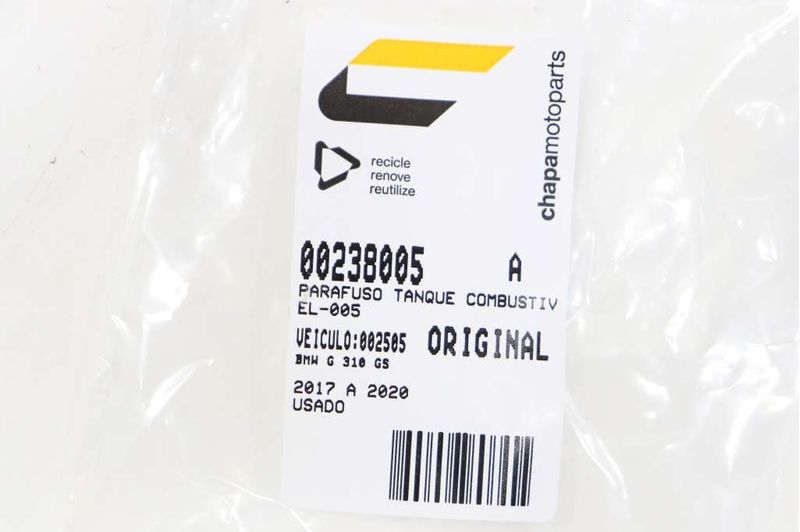 chapamotoparts
recicle
renove
reutilize
00238005 A
PARAFUSO TANQUE COMBUSTIV
EL-005
VEICULO:002505 ORIGINAL
BMW G 310 GS
2017 A 2020
USADO